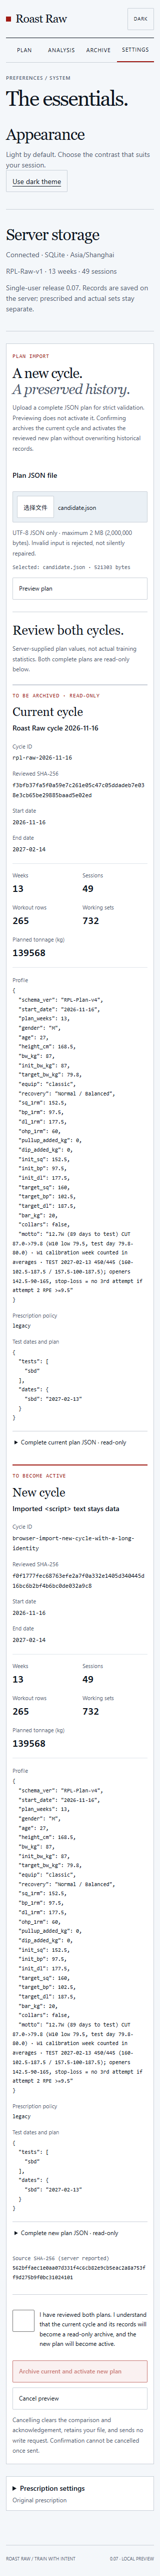 Roast Raw
DARK
PLAN
ANALYSIS
ARCHIVE
SETTINGS
PREFERENCES / SYSTEM
The essentials.
Appearance
Light by default. Choose the contrast that suits
your session.
Use dark theme
Server storage
Connected · SQLite · Asia/Shanghai
RPL-Raw-v1 · 13 weeks · 49 sessions
Single-user release 0.07. Records are saved on
the server; prescribed and actual sets stay
separate.
PLAN IMPORT
A new cycle.
A preserved history.
Upload a complete JSON plan for strict validation.
Previewing does not activate it. Confirming
archives the current cycle and activates the
reviewed new plan without overwriting historical
records.
Plan JSON file
选择文件 candidate.json
UTF-8 JSON only · maximum 2 MB (2,000,000
bytes). Invalid input is rejected, not silently
repaired.
Selected: candidate.json · 521303 bytes
Preview plan
Review both cycles.
Server-supplied plan values, not actual training
statistics. Both complete plans are read-only
below.
TO BE ARCHIVED · READ-ONLY
Current cycle
Roast Raw cycle 2026-11-16
Cycle ID
rpl-raw-2026-11-16
Reviewed SHA-256
Start date
2026-11-16
End date
2027-02-14
Weeks
Sessions
13
49
Workout rows
Working sets
265
732
Planned tonnage (kg)
139568
Profile
{
"schema_ver": "RPL-Plan-v4",
"start_date": "2026-11-16",
"plan_weeks": 13,
"gender": "M",
"age": 27,
"height_cm": 168.5,
"bw_kg": 87,
"init_bw_kg": 87,
"target_bw_kg": 79.8,
"equip": "classic",
"recovery": "Normal / Balanced",
"sq_1rm": 152.5,
"bp_1rm": 97.5,
"dl_1rm": 177.5,
"ohp_1rm": 60,
"pullup_added_kg": 0,
"dip_added_kg": 0,
"init_sq": 152.5,
"init_bp": 97.5,
"init_dl": 177.5,
"target_sq": 160,
"target_bp": 102.5,
"target_dl": 187.5,
"bar_kg": 20,
"collars": false,
"motto": "12.7W (89 days to test) CUT
87.0->79.8 (W10 low 79.5, test day 79.8-
80.0) · W1 calibration week counted in
averages · TEST 2027-02-13 450/445 (160-
102.5-187.5 / 157.5-100-187.5); openers
142.5-90-165, stop-loss = no 3rd attempt if
attempt 2 RPE >=9.5"
}
Prescription policy
legacy
Test dates and plan
{
"tests": [
"sbd"
],
"dates": {
"sbd": "2027-02-13"
}
}
▶ Complete current plan JSON · read-only
TO BECOME ACTIVE
New cycle
Imported <script> text stays data
Cycle ID
browser-import-new-cycle-with-a-long-
identity
Reviewed SHA-256
Start date
2026-11-16
End date
2027-02-14
Weeks
Sessions
13
49
Workout rows
Working sets
265
732
Planned tonnage (kg)
139568
Profile
{
"schema_ver": "RPL-Plan-v4",
"start_date": "2026-11-16",
"plan_weeks": 13,
"gender": "M",
"age": 27,
"height_cm": 168.5,
"bw_kg": 87,
"init_bw_kg": 87,
"target_bw_kg": 79.8,
"equip": "classic",
"recovery": "Normal / Balanced",
"sq_1rm": 152.5,
"bp_1rm": 97.5,
"dl_1rm": 177.5,
"ohp_1rm": 60,
"pullup_added_kg": 0,
"dip_added_kg": 0,
"init_sq": 152.5,
"init_bp": 97.5,
"init_dl": 177.5,
"target_sq": 160,
"target_bp": 102.5,
"target_dl": 187.5,
"bar_kg": 20,
"collars": false,
"motto": "12.7W (89 days to test) CUT
87.0->79.8 (W10 low 79.5, test day 79.8-
80.0) · W1 calibration week counted in
averages · TEST 2027-02-13 450/445 (160-
102.5-187.5 / 157.5-100-187.5); openers
142.5-90-165, stop-loss = no 3rd attempt if
attempt 2 RPE >=9.5"
}
Prescription policy
legacy
Test dates and plan
{
"tests": [
"sbd"
],
"dates": {
"sbd": "2027-02-13"
}
}
▶ Complete new plan JSON · read-only
Source SHA-256 (server reported)
I have reviewed both plans. I understand
that the current cycle and its records will
become a read-only archive, and the
new plan will become active.
Archive current and activate new plan
Cancel preview
Cancelling clears the comparison and
acknowledgement, retains your file, and sends no
write request. Confirmation cannot be cancelled
once sent.
▶ Prescription settings
Original prescription
ROAST RAW / TRAIN WITH INTENT
0.07 · LOCAL PREVIEW